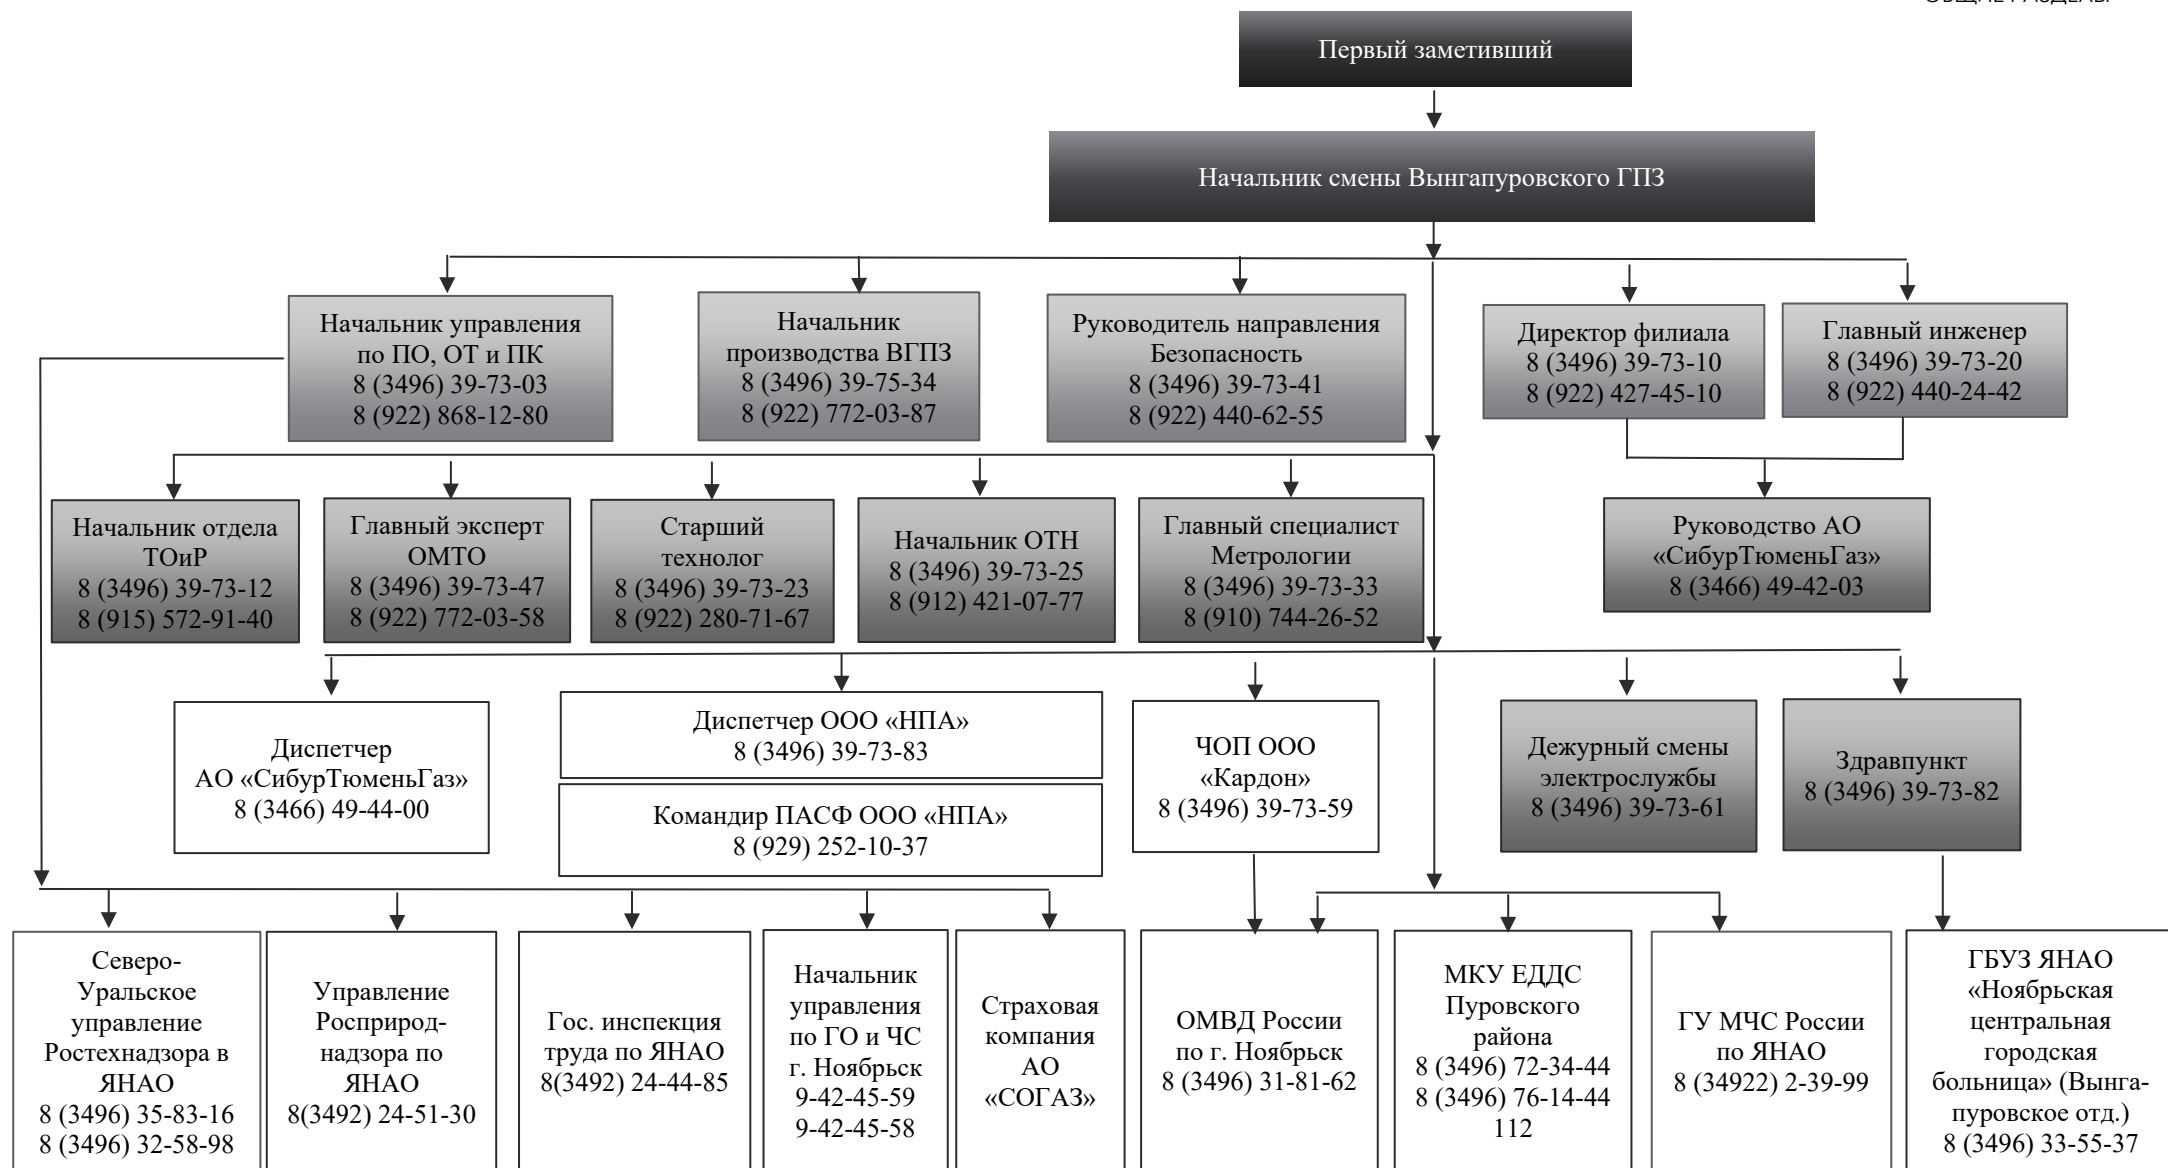 ОБЩИЕ РАЗДЕЛЫ
Первый заметивший
Начальник смены Вынгапуровского ГПЗ
Начальник управления
по ПО, ОТ и ПК
8 (3496) 39-73-03
8 (922) 868-12-80
Начальник
производства ВГПЗ
8 (3496) 39-75-34
8 (922) 772-03-87
Руководитель направления
Безопасность
8 (3496) 39-73-41
8 (922) 440-62-55
Директор филиала
8 (3496) 39-73-10
8 (922) 427-45-10
Главный инженер
8 (3496) 39-73-20
8 (922) 440-24-42
Начальник отдела
ТОиР
8 (3496) 39-73-12
8 (915) 572-91-40
Главный эксперт
ОМТО
8 (3496) 39-73-47
8 (922) 772-03-58
Старший
технолог
8 (3496) 39-73-23
8 (922) 280-71-67
Начальник ОТН
8 (3496) 39-73-25
8 (912) 421-07-77
Главный специалист
Метрологии
8 (3496) 39-73-33
8 (910) 744-26-52
Руководство АО
«СибурТюменьГаз»
8 (3466) 49-42-03
Диспетчер
АО «СибурТюменьГаз»
8 (3466) 49-44-00
Диспетчер ООО «НПА»
8 (3496) 39-73-83
Командир ПАСФ ООО «НПА»
8 (929) 252-10-37
ЧОП ООО
«Кардон»
8 (3496) 39-73-59
Дежурный смены
электрослужбы
8 (3496) 39-73-61
Здравпункт
8 (3496) 39-73-82
Северо-
Уральское
управление
Ростехнадзора в
ЯНАО
8 (3496) 35-83-16
8 (3496) 32-58-98
Управление
Росприрод-
надзора по
ЯНАО
8(3492) 24-51-30
Гос. инспекция
труда по ЯНАО
8(3492) 24-44-85
Начальник
управления
по ГО и ЧС
г. Ноябрьск
9-42-45-59
9-42-45-58
Страховая
компания
АО
«СОГАЗ»
ОМВД России
по г. Ноябрьск
8 (3496) 31-81-62
МКУ ЕДДС
Пуровского
района
8 (3496) 72-34-44
8 (3496) 76-14-44
112
ГУ МЧС России
по ЯНАО
8 (34922) 2-39-99
ГБУЗ ЯНАО
«Ноябрьская
центральная
городская
больница» (Вынга-
пуровское отд.)
8 (3496) 33-55-37